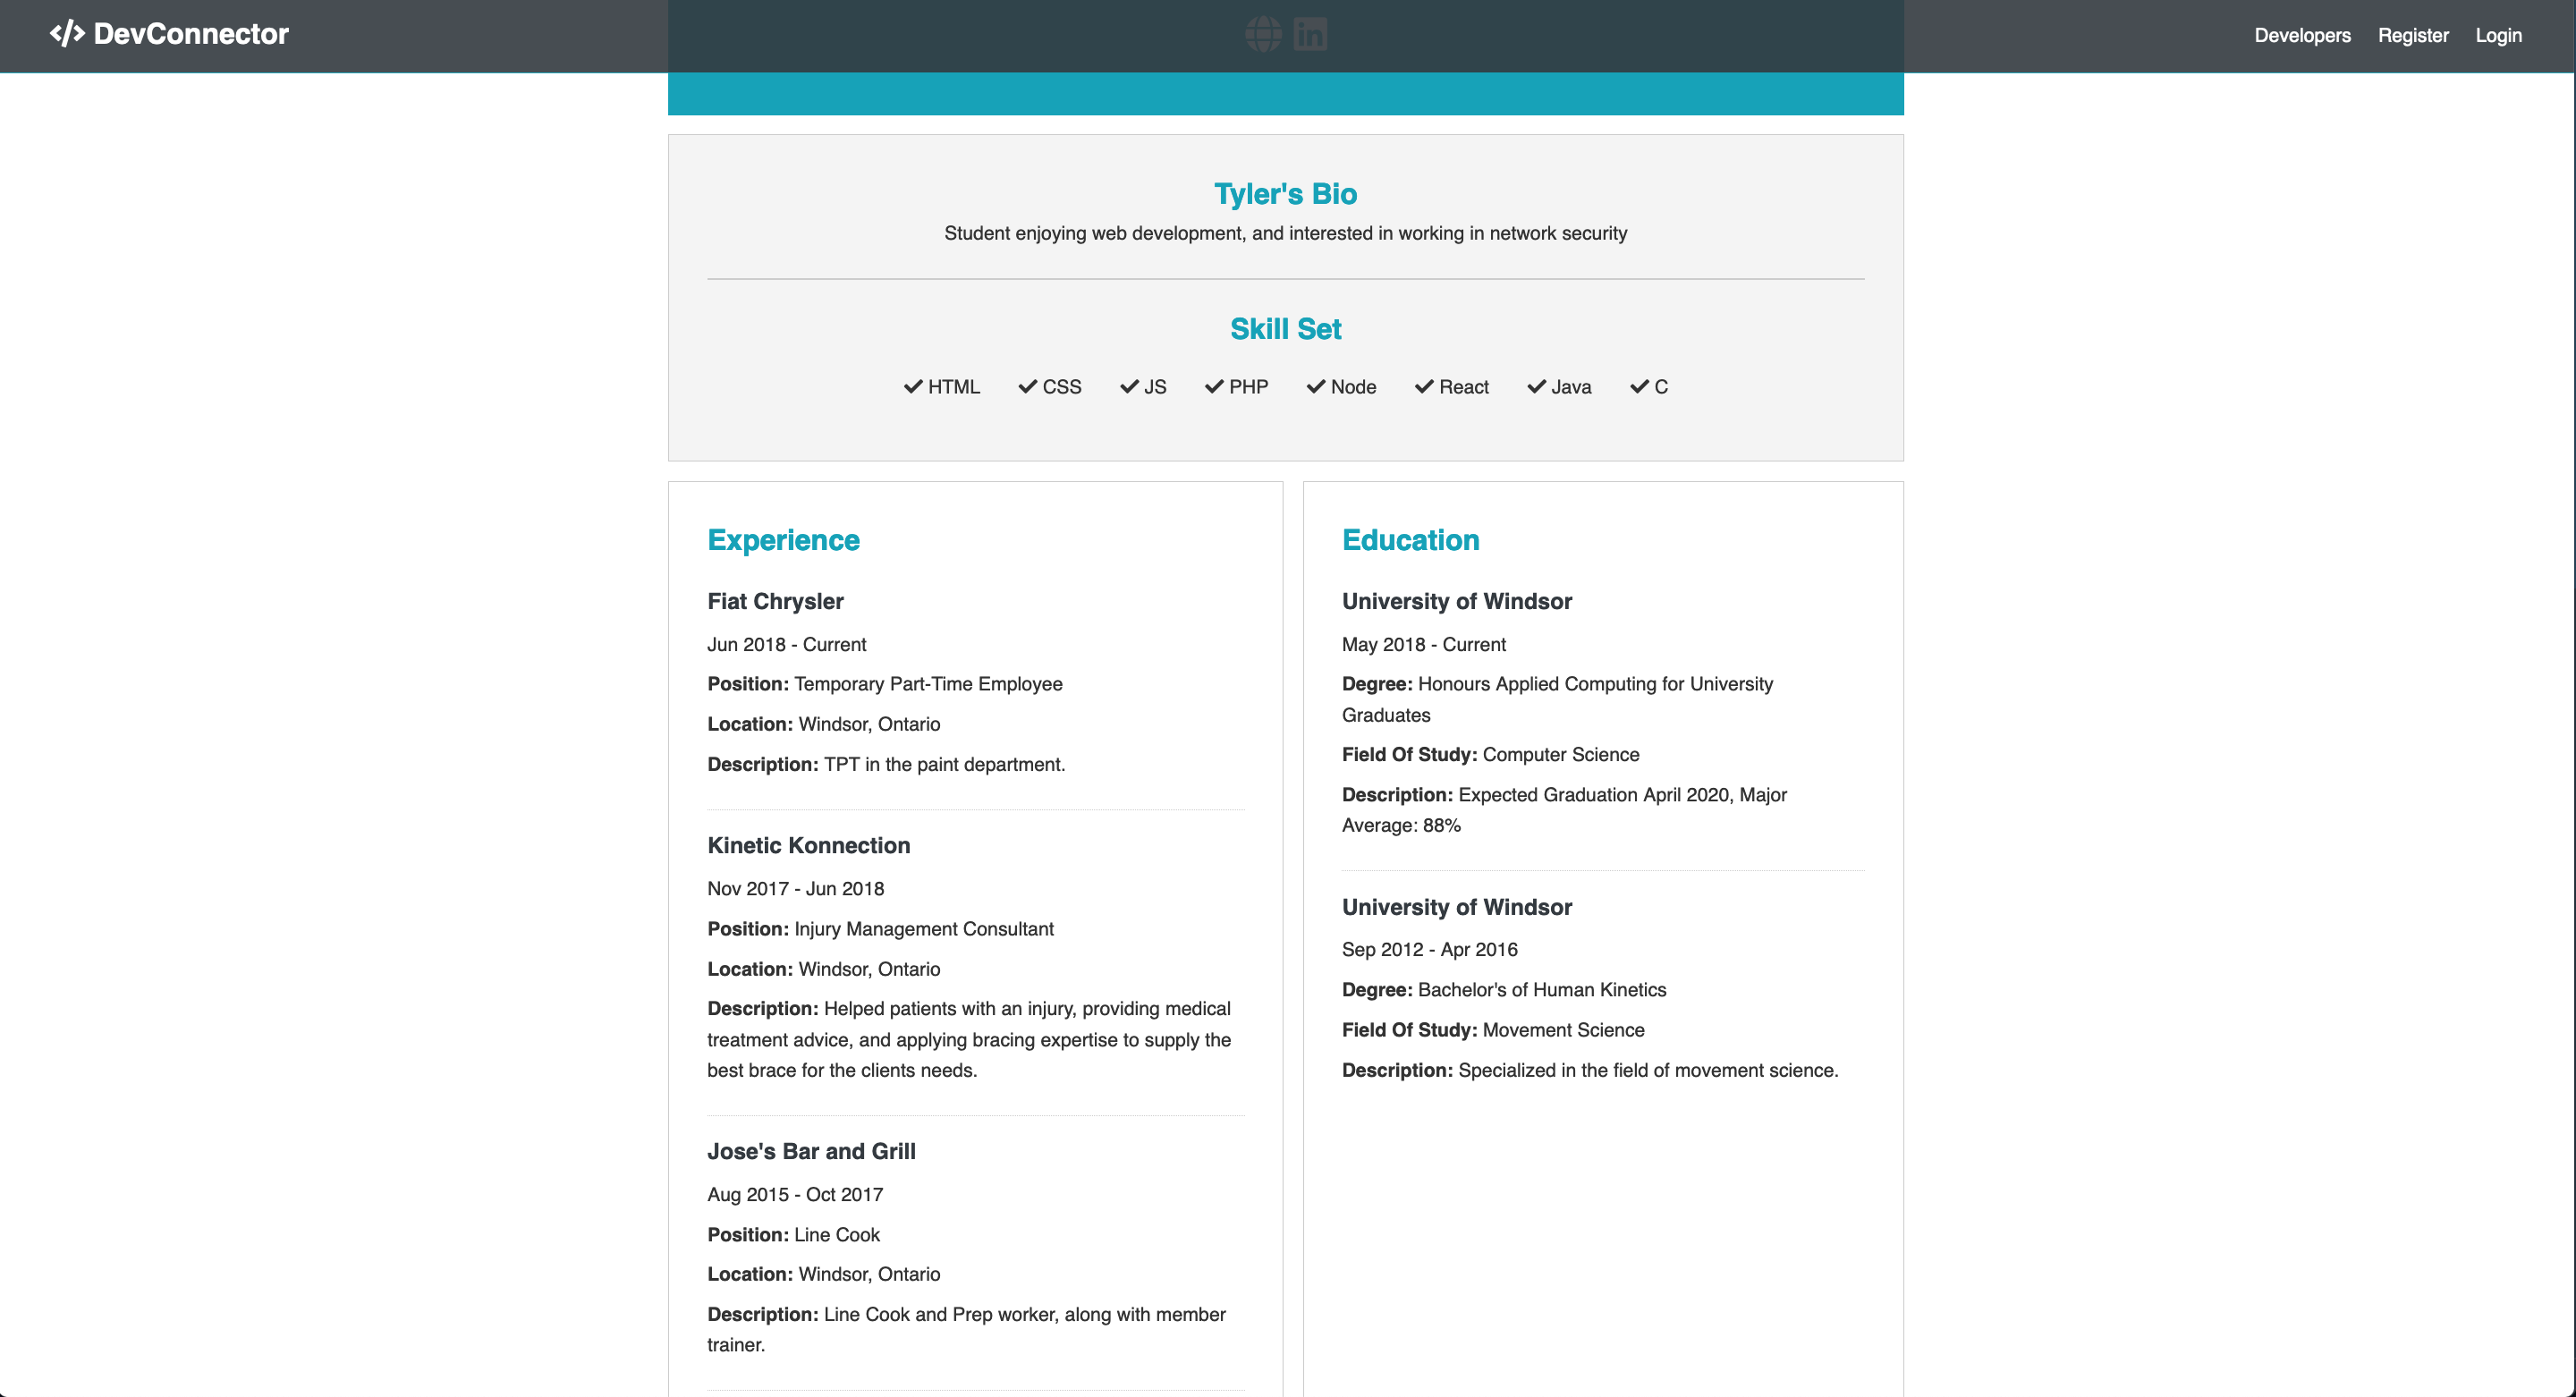 DevConnector
Developers Register Login
Tyler's Bio
Student enjoying web development, and interested in working in network security
Skill Set
HTML CSS JS PHP Node React Java C
Experience
Fiat Chrysler
Jun 2018 - Current
Position: Temporary Part-Time Employee
Location: Windsor, Ontario
Description: TPT in the paint department.
Kinetic Konnection
Nov 2017 - Jun 2018
Position: Injury Management Consultant
Location: Windsor, Ontario
Description: Helped patients with an injury, providing medical
treatment advice, and applying bracing expertise to supply the
best brace for the clients needs.
Jose's Bar and Grill
Aug 2015 - Oct 2017
Position: Line Cook
Location: Windsor, Ontario
Description: Line Cook and Prep worker, along with member
trainer.
Education
University of Windsor
May 2018 - Current
Degree: Honours Applied Computing for University
Graduates
Field Of Study: Computer Science
Description: Expected Graduation April 2020, Major
Average: 88%
University of Windsor
Sep 2012 - Apr 2016
Degree: Bachelor's of Human Kinetics
Field Of Study: Movement Science
Description: Specialized in the field of movement science.